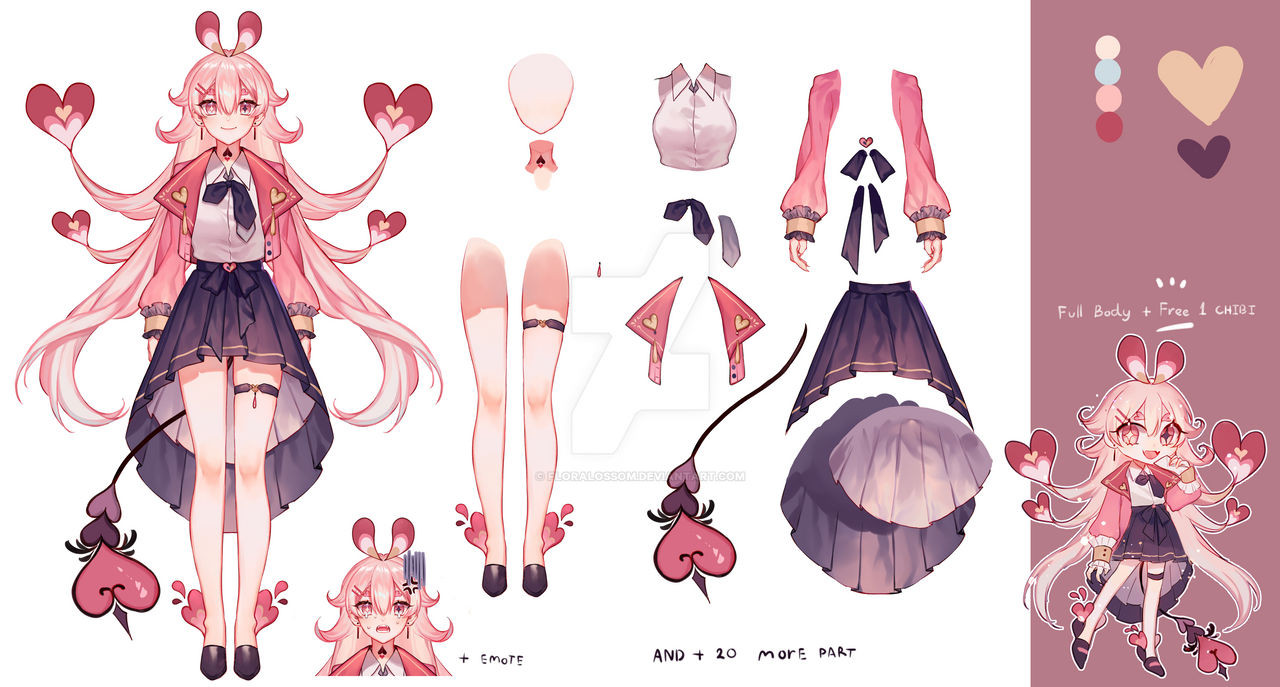 Full Body + Free 1 CHIBI
© FLORALOSSOM.DEVIANTART.COM
+ EMOTE
AND + 20 MORE PART